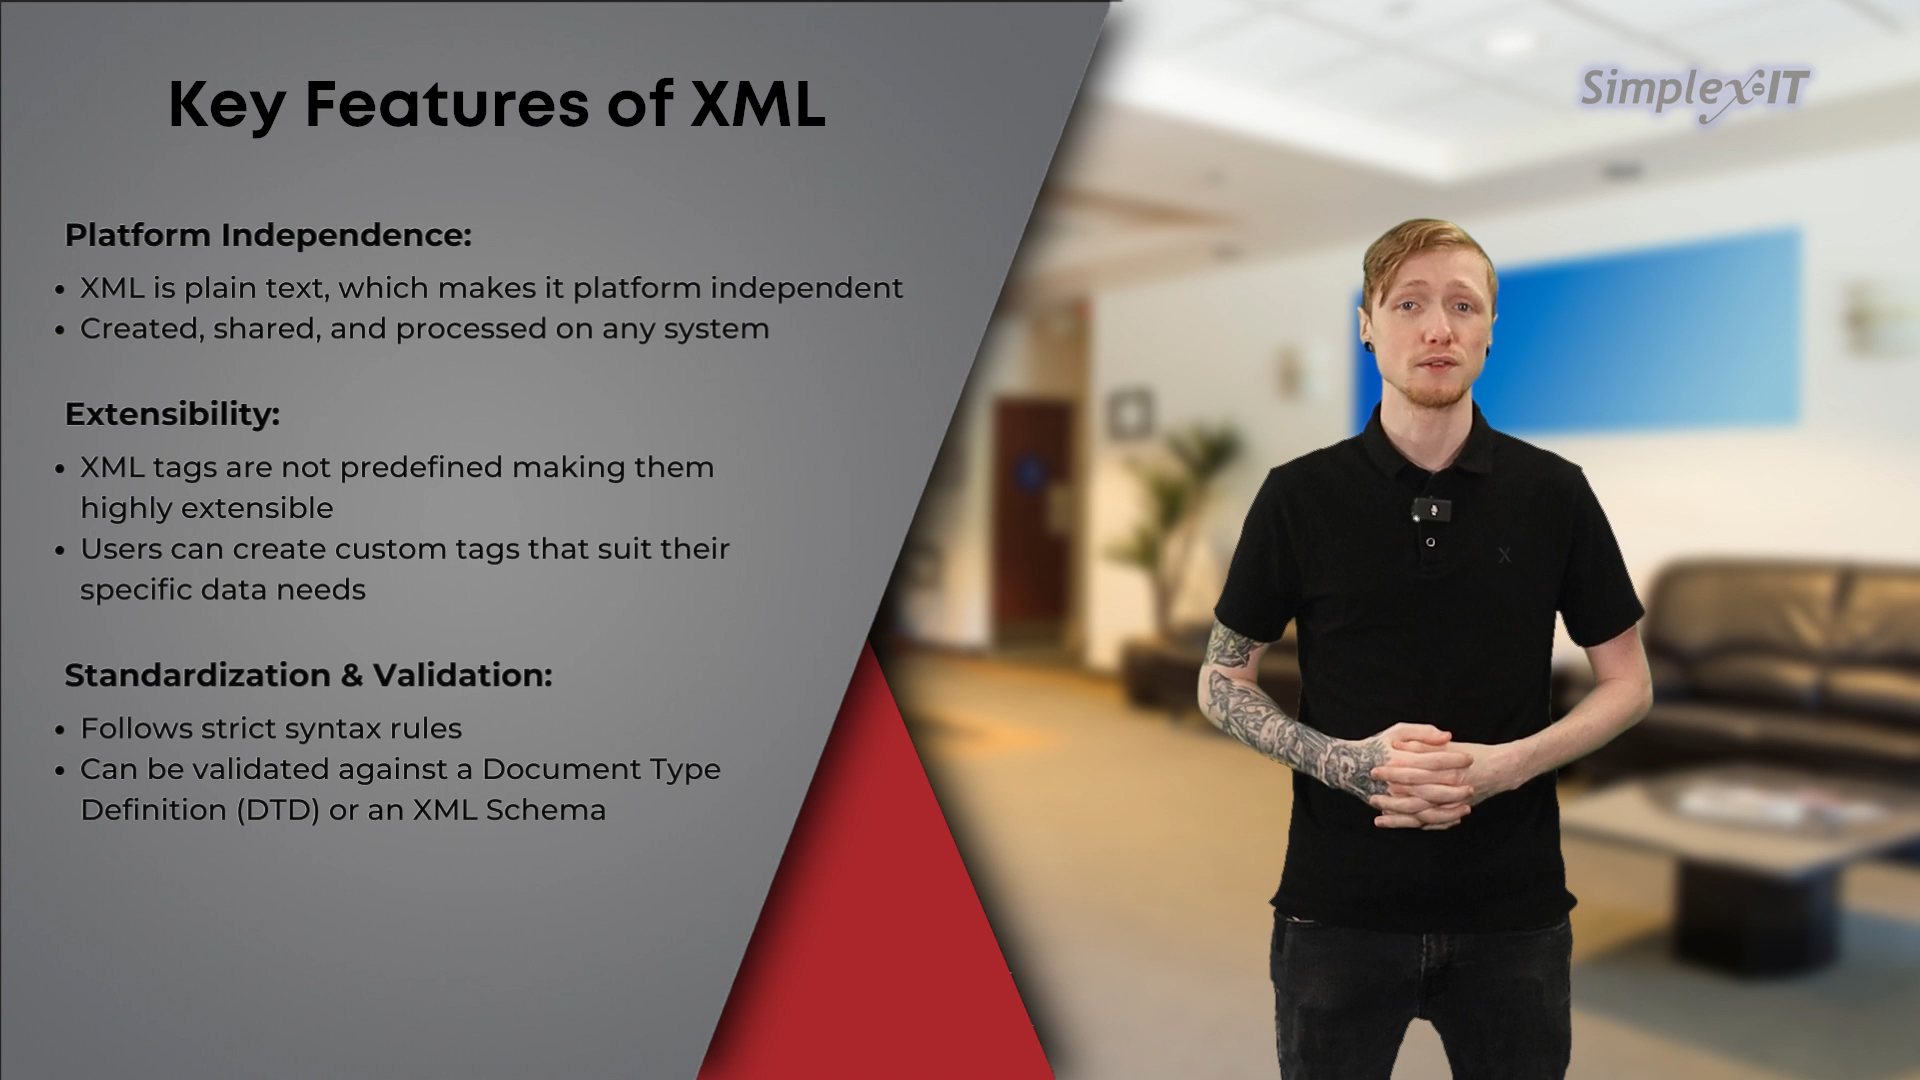 Key Features of XML
Simplex-IT
Platform Independence:
• XML is plain text, which makes it platform independent
• Created, shared, and processed on any system
Extensibility:
• XML tags are not predefined making them
highly extensible
• Users can create custom tags that suit their
specific data needs
Standardization & Validation:
• Follows strict syntax rules
• Can be validated against a Document Type
Definition (DTD) or an XML Schema
X